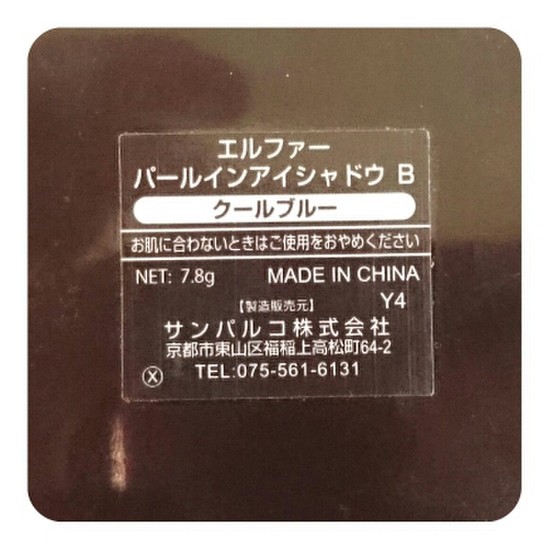 エルファー
パールインアイシャドウ B
クールブルー
お肌に合わないときはご使用をおやめください
NET: 7.8g MADE IN CHINA
Y4
【製造販売元】
サンパルコ株式会社
京都市東山区福稲上高松町64-2
TEL:075-561-6131
Ⓧ